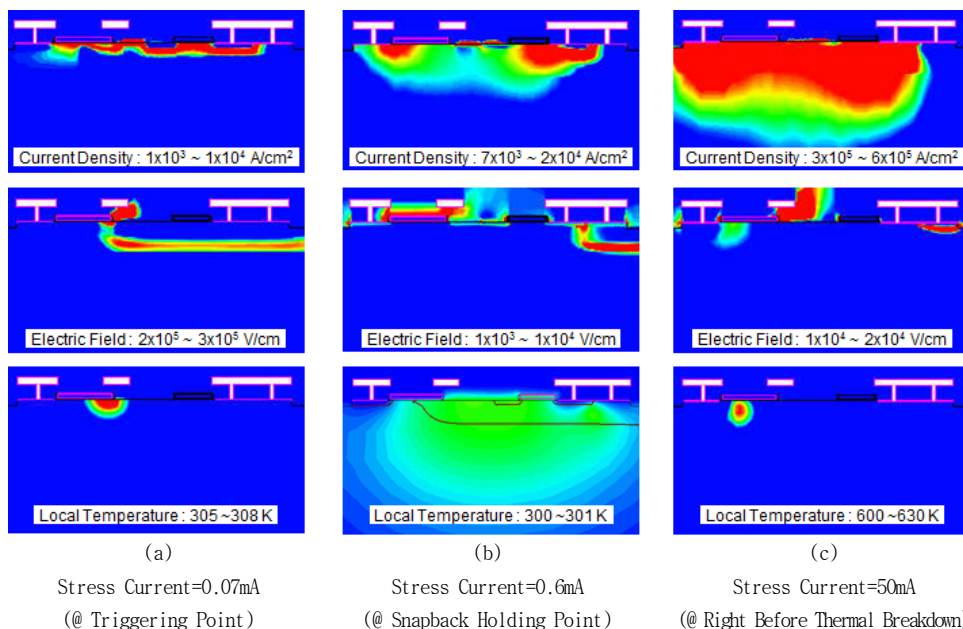 Current Density : 1x10³ ~ 1x10⁴ A/cm²
Current Density : 7x10³ ~ 2x10⁴ A/cm²
Current Density : 3x10⁵ ~ 6x10⁵ A/cm²
Electric Field : 2x10⁵ ~ 3x10⁵ V/cm
Electric Field : 1x10³ ~ 1x10⁴ V/cm
Electric Field : 1x10⁴ ~ 2x10⁴ V/cm
Local Temperature : 305 ~308 K
Local Temperature : 300 ~301 K
Local Temperature : 600 ~630 K
(a)
(b)
(c)
Stress Current=0.07mA
Stress Current=0.6mA
Stress Current=50mA
(@ Triggering Point)
(@ Snapback Holding Point)
(@ Right Before Thermal Breakdown)